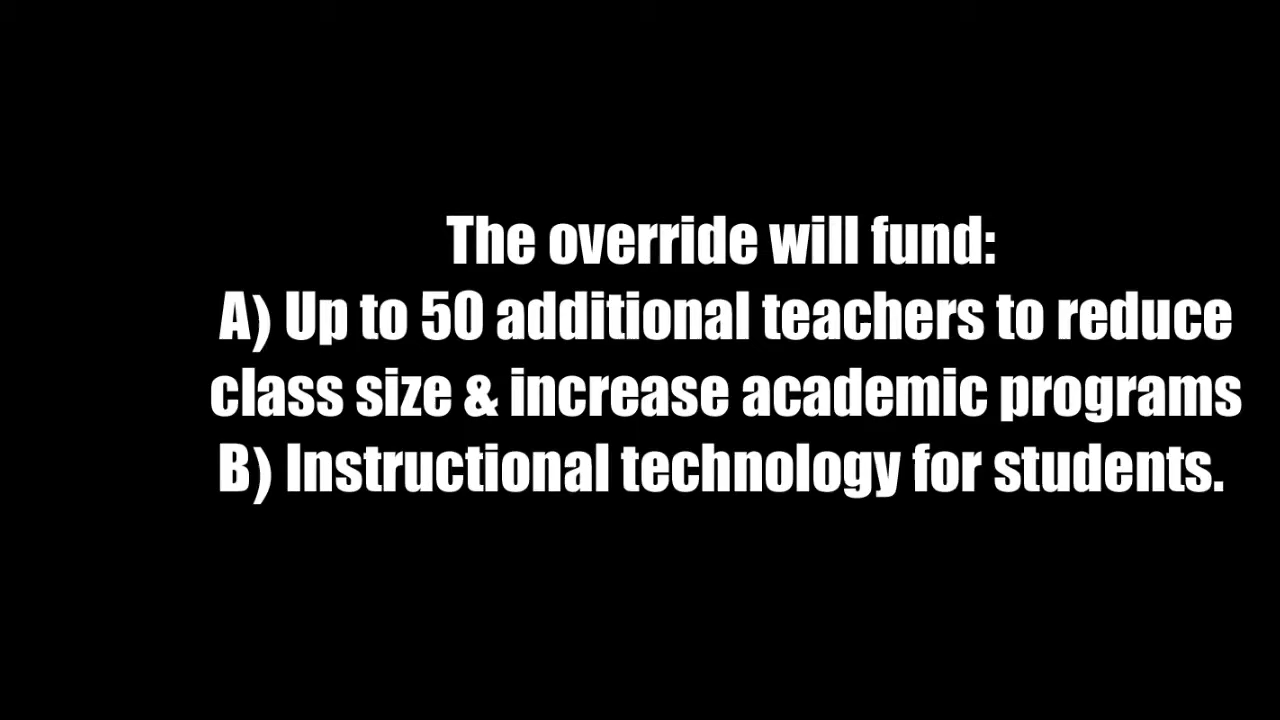 The override will fund:
A) Up to 50 additional teachers to reduce
class size & increase academic programs
B) Instructional technology for students.